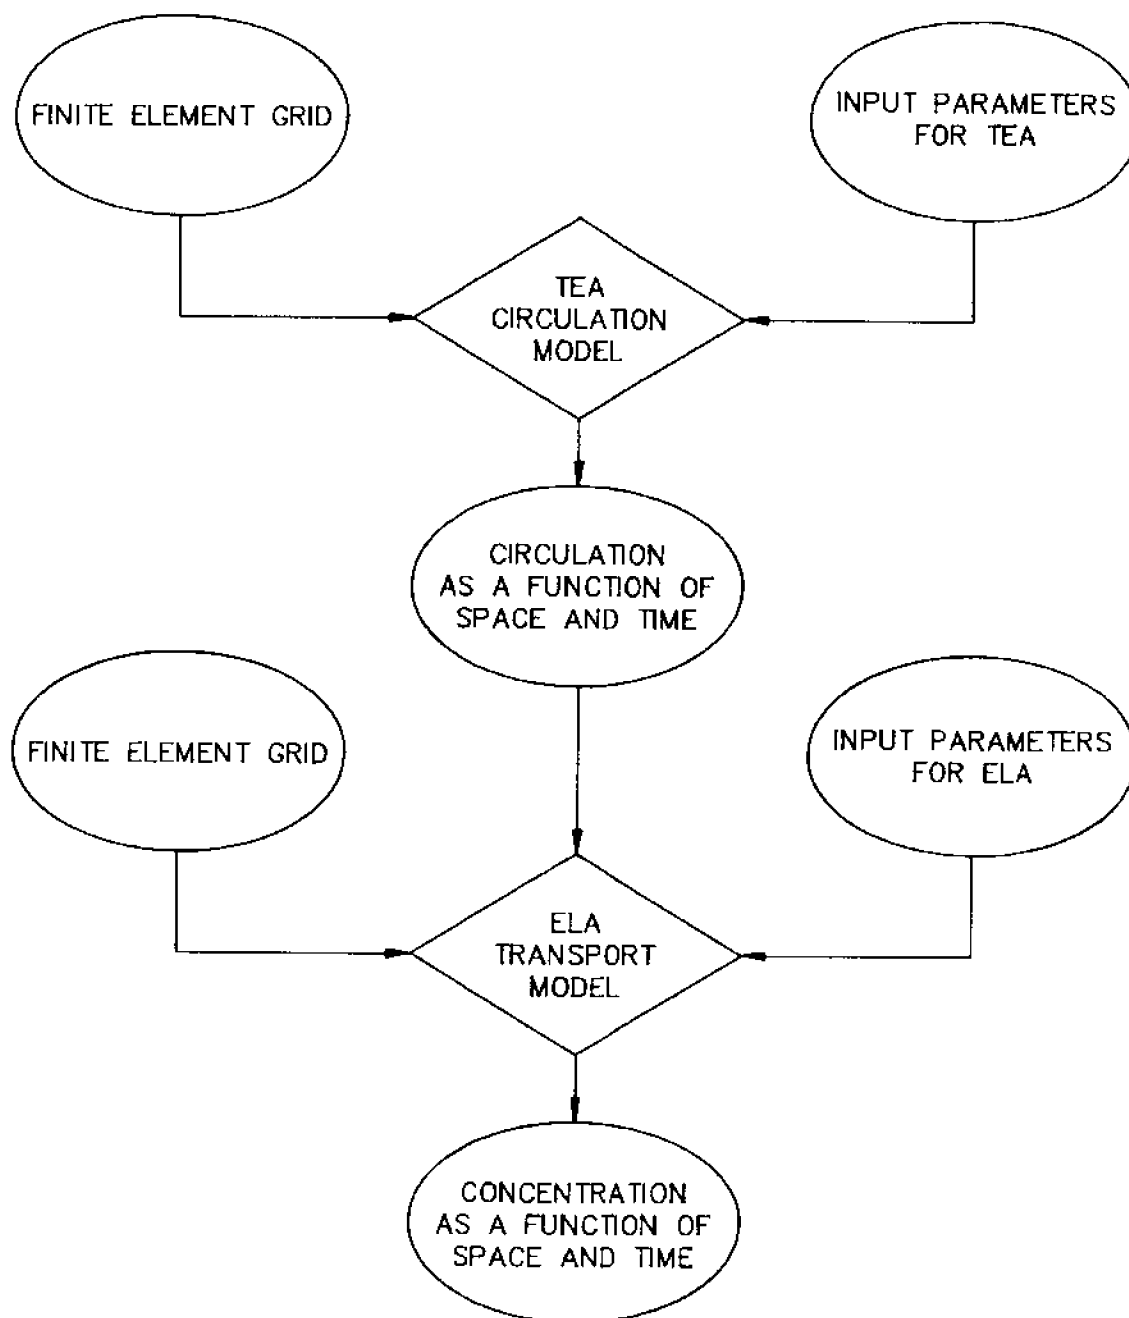 FINITE ELEMENT GRID
INPUT PARAMETERS
FOR TEA
TEA
CIRCULATION
MODEL
CIRCULATION
AS A FUNCTION OF
SPACE AND TIME
FINITE ELEMENT GRID
INPUT PARAMETERS
FOR ELA
ELA
TRANSPORT
MODEL
CONCENTRATION
AS A FUNCTION OF
SPACE AND TIME